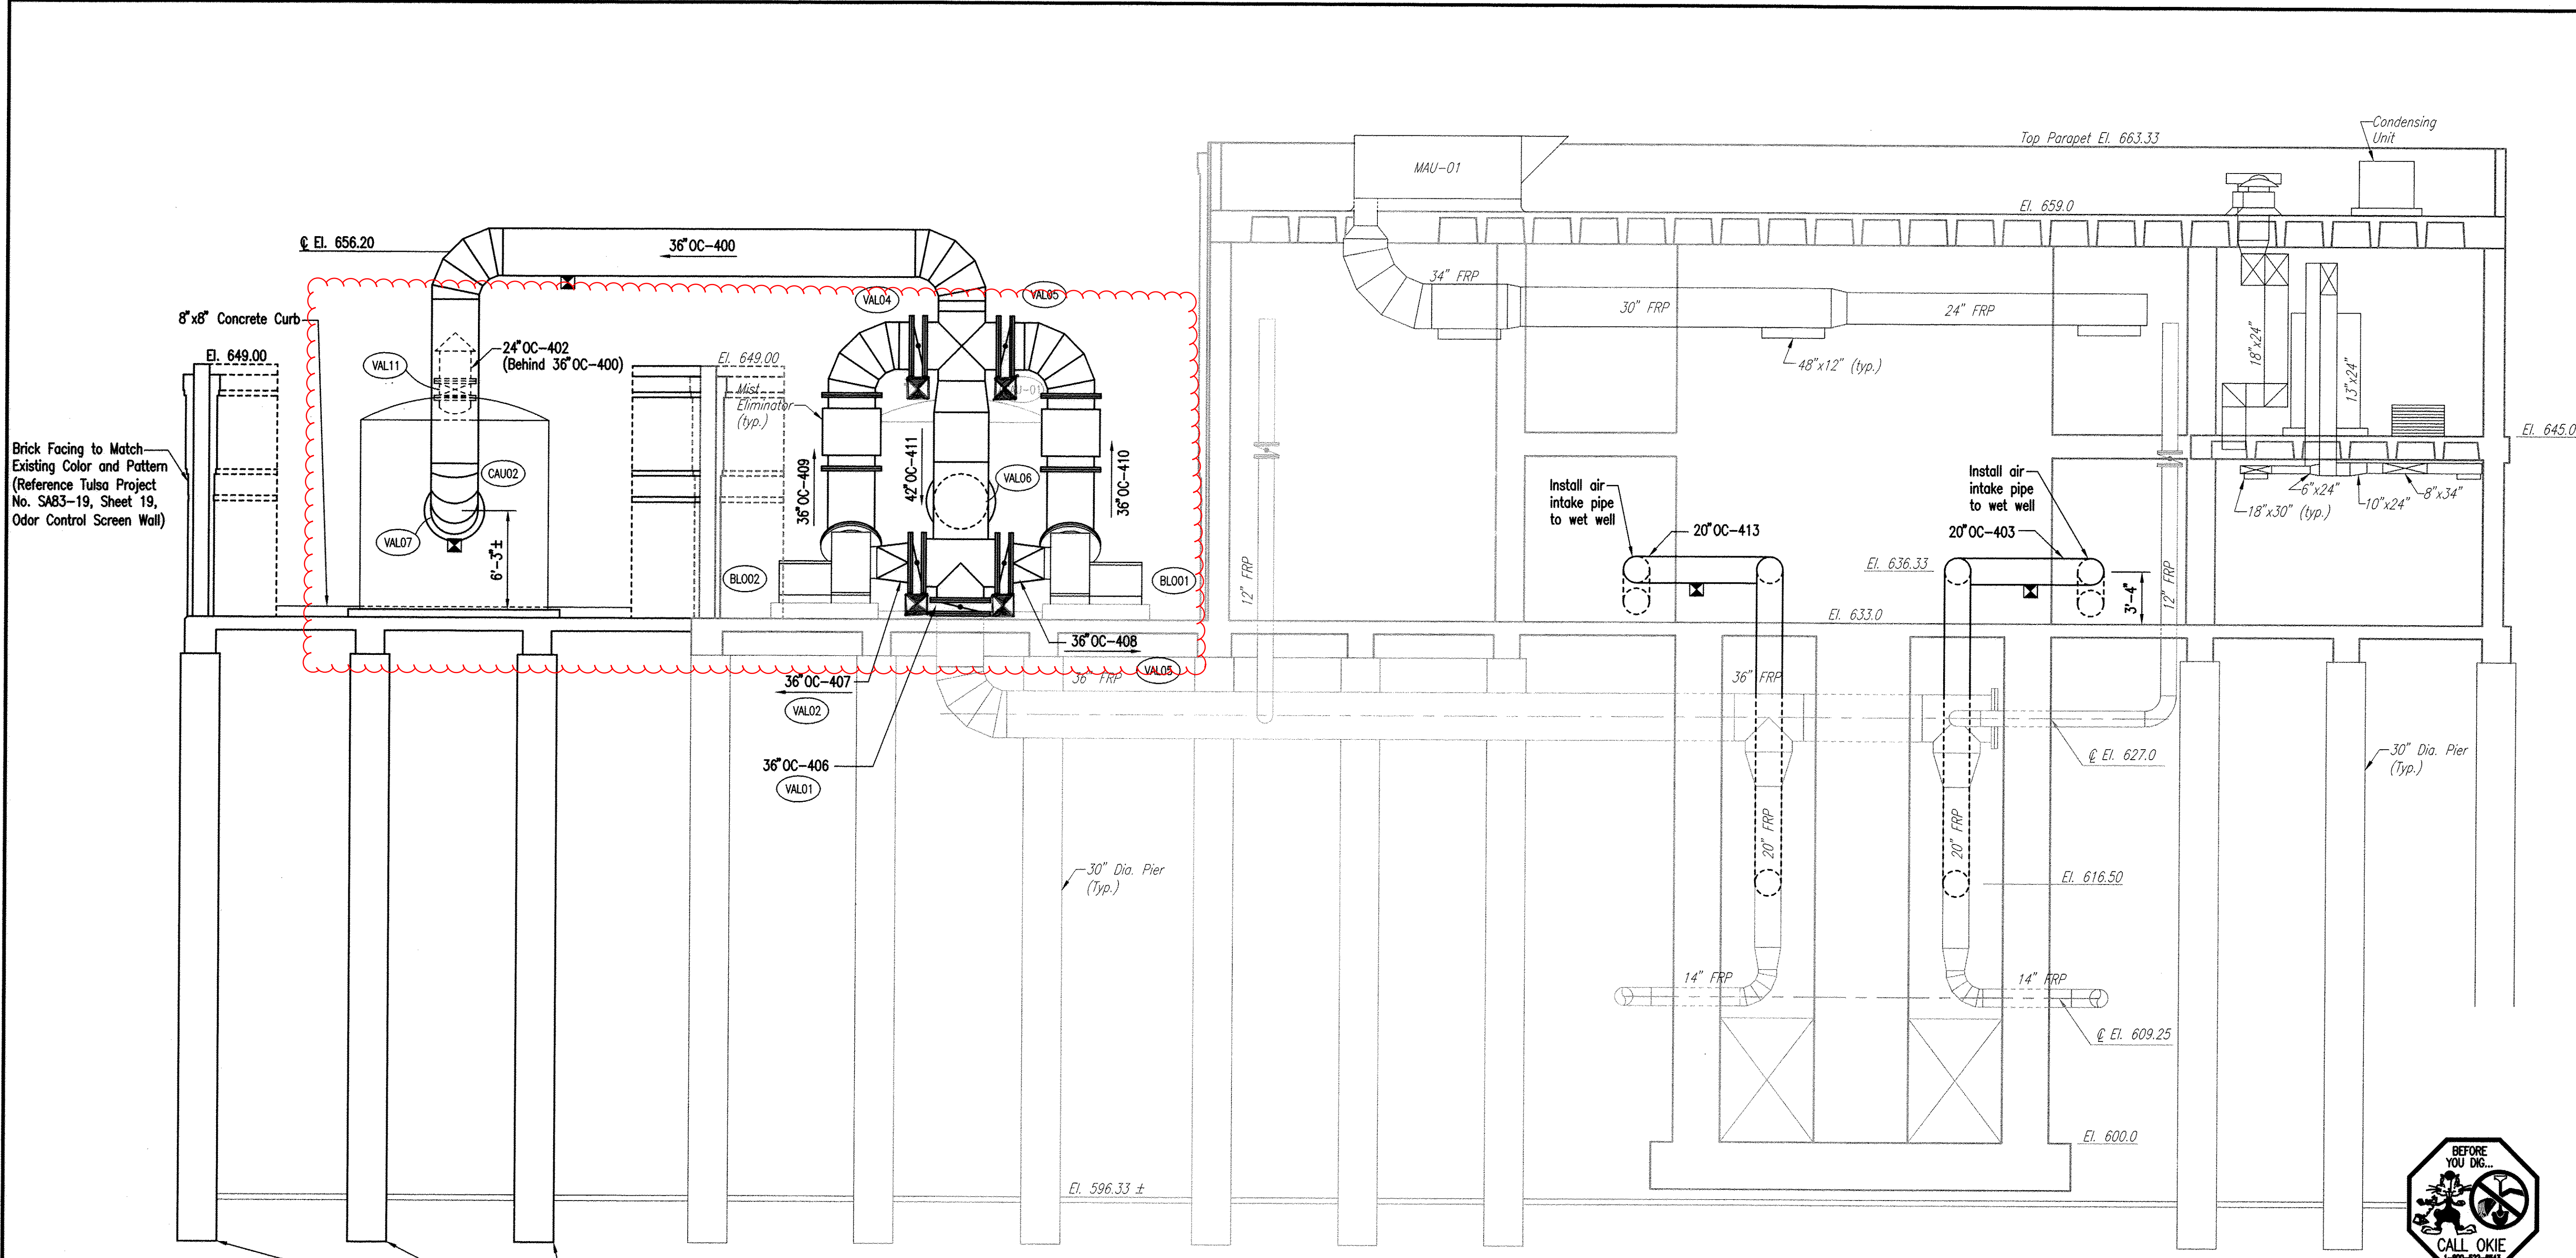 Top Parapet El. 663.33
Condensing
Unit
MAU-01
El. 659.0
℄ El. 656.20
36"OC-400
34" FRP
30" FRP
24" FRP
48"x12" (typ.)
18"x24"
13"x24"
VAL04
VAL05
8"x8" Concrete Curb
24"OC-402
(Behind 36"OC-400)
El. 649.00
VAL11
El. 649.00
Mist
Eliminator
(typ.)
El. 645.0
Brick Facing to Match
Existing Color and Pattern
(Reference Tulsa Project
No. SA83-19, Sheet 19,
Odor Control Screen Wall)
CAU02
VAL07
6'-3"±
36"OC-409
42"OC-411
VAL06
36"OC-410
BLO02
BLO01
12" FRP
Install air
intake pipe
to wet well
20"OC-413
Install air
intake pipe
to wet well
20"OC-403
6"x24"
8"x34"
10"x24"
18"x30" (typ.)
El. 636.33
3'-4"
12" FRP
El. 633.0
36"OC-408
VAL05
36"OC-407
VAL02
36" FRP
36" FRP
36"OC-406
VAL01
℄ El. 627.0
30" Dia. Pier
(Typ.)
30" Dia. Pier
(Typ.)
20" FRP
20" FRP
El. 616.50
14" FRP
14" FRP
℄ El. 609.25
El. 600.0
El. 596.33 ±
BEFORE
YOU DIG...
CALL OKIE